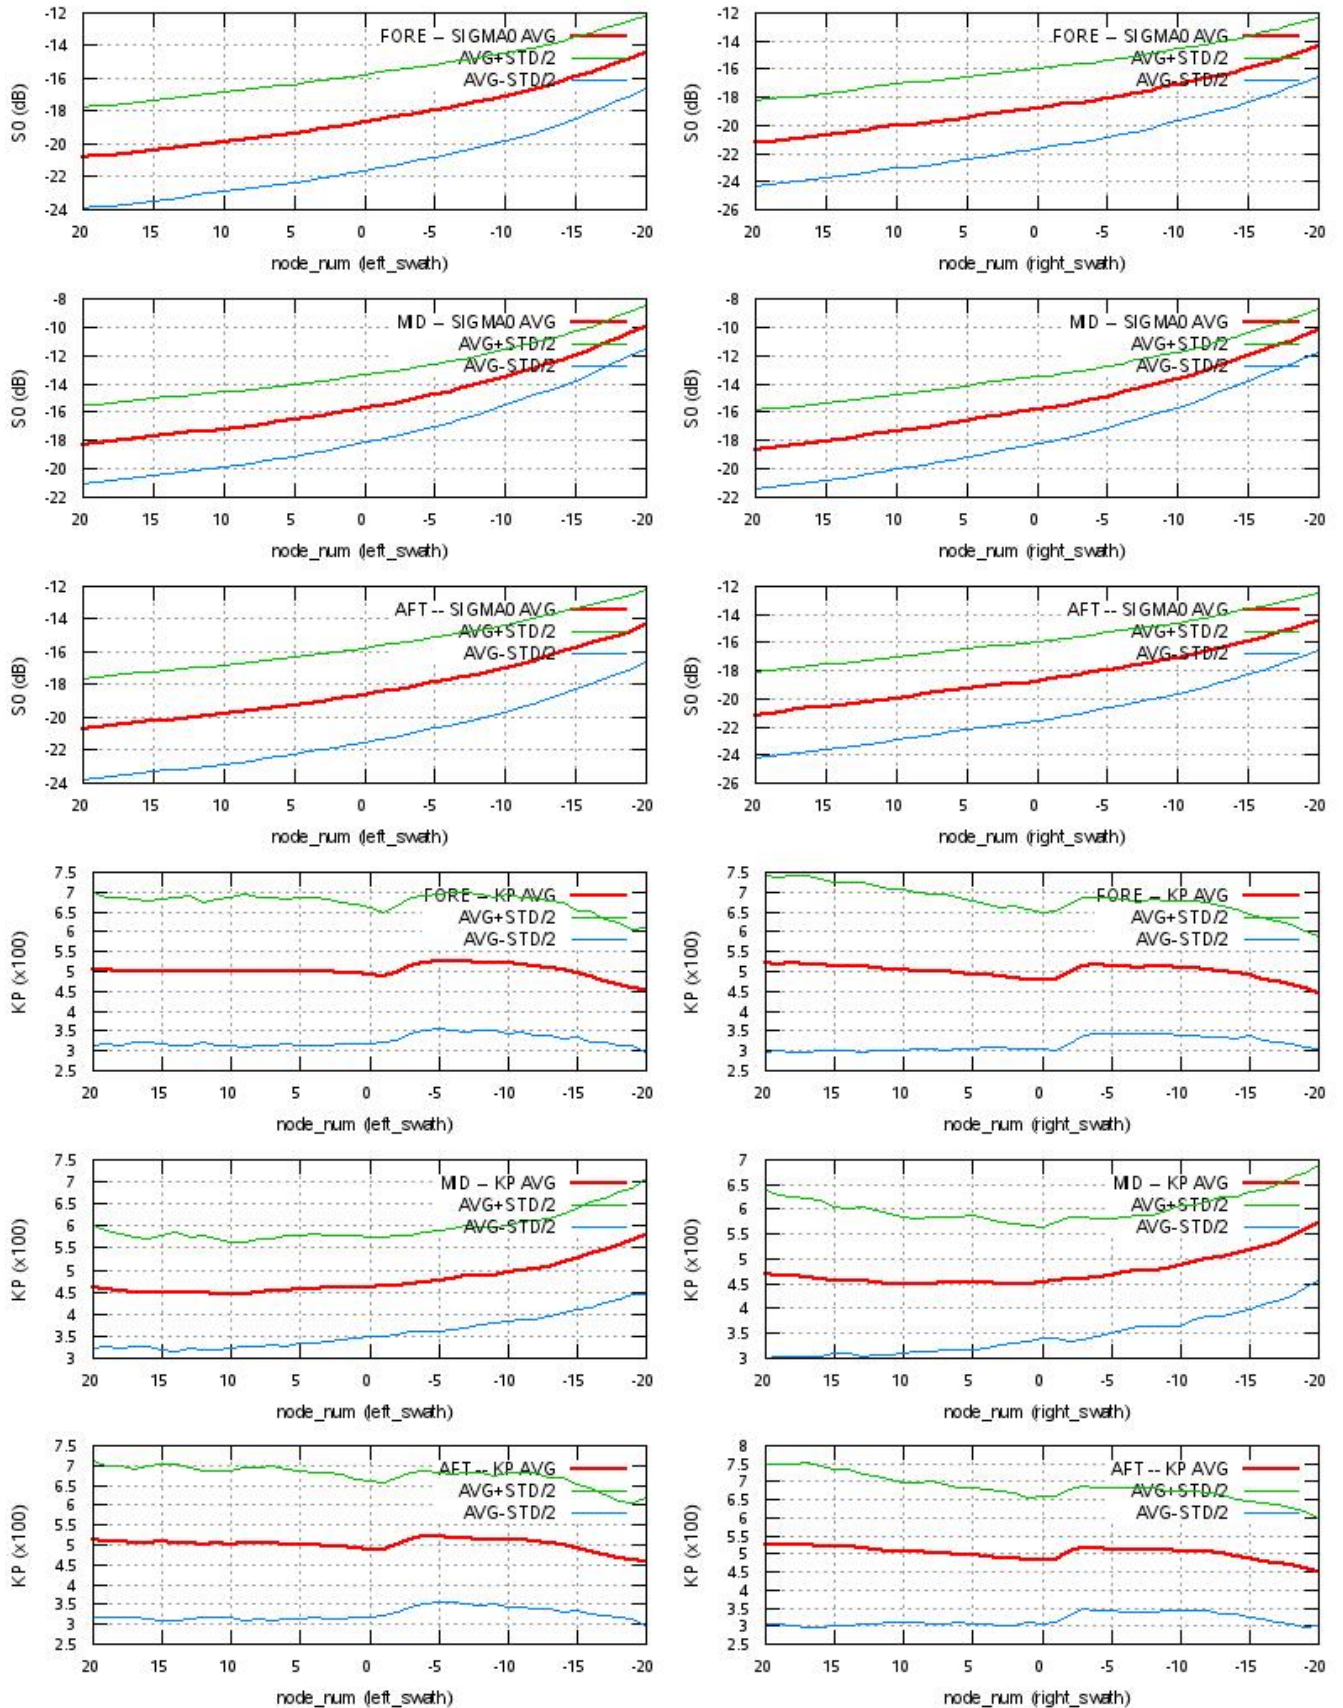 -12
-14
-16
-18
-20
-22
-24
S0 (dB)
FORE -- SIGMA0 AVG
AVG+STD/2
AVG-STD/2
20 15 10 5 0 -5 -10 -15 -20
node_num (left_swath)
-12
-14
-16
-18
-20
-22
-24
-26
S0 (dB)
FORE -- SIGMA0 AVG
AVG+STD/2
AVG-STD/2
20 15 10 5 0 -5 -10 -15 -20
node_num (right_swath)
-8
-10
-12
-14
-16
-18
-20
-22
S0 (dB)
MID -- SIGMA0 AVG
AVG+STD/2
AVG-STD/2
20 15 10 5 0 -5 -10 -15 -20
node_num (left_swath)
-8
-10
-12
-14
-16
-18
-20
-22
S0 (dB)
MID -- SIGMA0 AVG
AVG+STD/2
AVG-STD/2
20 15 10 5 0 -5 -10 -15 -20
node_num (right_swath)
-12
-14
-16
-18
-20
-22
-24
S0 (dB)
AFT -- SIGMA0 AVG
AVG+STD/2
AVG-STD/2
20 15 10 5 0 -5 -10 -15 -20
node_num (left_swath)
-12
-14
-16
-18
-20
-22
-24
-26
S0 (dB)
AFT -- SIGMA0 AVG
AVG+STD/2
AVG-STD/2
20 15 10 5 0 -5 -10 -15 -20
node_num (right_swath)
7.5
7
6.5
6
5.5
5
4.5
4
3.5
3
2.5
KP (x100)
FORE -- KP AVG
AVG+STD/2
AVG-STD/2
20 15 10 5 0 -5 -10 -15 -20
node_num (left_swath)
7.5
7
6.5
6
5.5
5
4.5
4
3.5
3
2.5
KP (x100)
FORE -- KP AVG
AVG+STD/2
AVG-STD/2
20 15 10 5 0 -5 -10 -15 -20
node_num (right_swath)
7.5
7
6.5
6
5.5
5
4.5
4
3.5
3
KP (x100)
MID -- KP AVG
AVG+STD/2
AVG-STD/2
20 15 10 5 0 -5 -10 -15 -20
node_num (left_swath)
7
6.5
6
5.5
5
4.5
4
3.5
3
KP (x100)
MID -- KP AVG
AVG+STD/2
AVG-STD/2
20 15 10 5 0 -5 -10 -15 -20
node_num (right_swath)
7.5
7
6.5
6
5.5
5
4.5
4
3.5
3
2.5
KP (x100)
AFT -- KP AVG
AVG+STD/2
AVG-STD/2
20 15 10 5 0 -5 -10 -15 -20
node_num (left_swath)
8
7.5
7
6.5
6
5.5
5
4.5
4
3.5
3
2.5
KP (x100)
AFT -- KP AVG
AVG+STD/2
AVG-STD/2
20 15 10 5 0 -5 -10 -15 -20
node_num (right_swath)